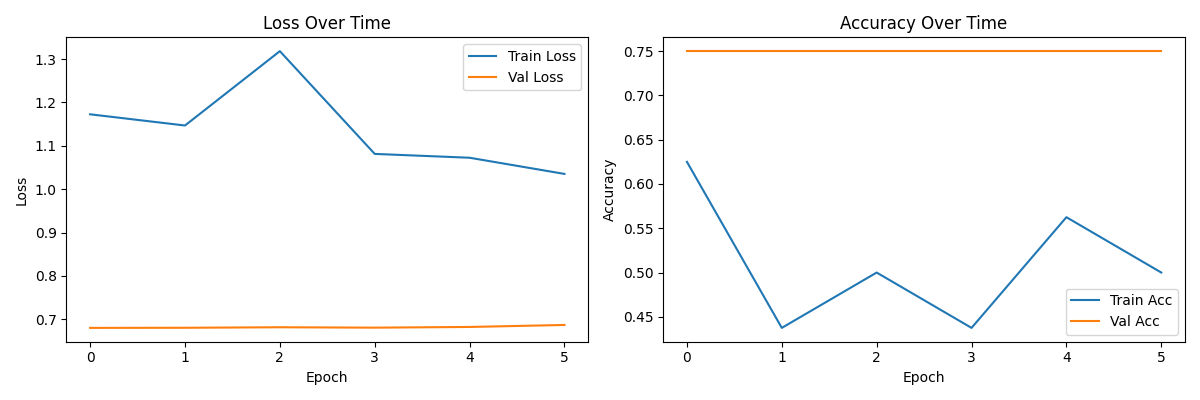 Loss Over Time
1.3
1.2
1.1
1.0
0.9
0.8
0.7
Loss
Train Loss
Val Loss
0 1 2 3 4 5
Epoch
Accuracy Over Time
0.75
0.70
0.65
0.60
0.55
0.50
0.45
Accuracy
Train Acc
Val Acc
0 1 2 3 4 5
Epoch